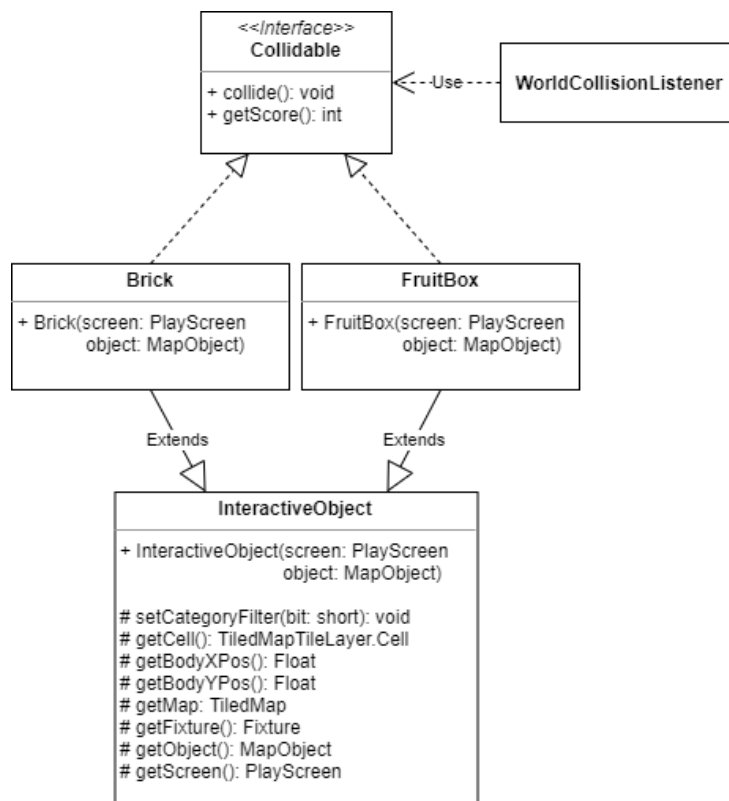 <<Interface>>
Collidable
+ collide(): void
+ getScore(): int
Use
WorldCollisionListener
Brick
+ Brick(screen: PlayScreen
object: MapObject)
FruitBox
+ FruitBox(screen: PlayScreen
object: MapObject)
Extends
Extends
InteractiveObject
+ InteractiveObject(screen: PlayScreen
object: MapObject)
# setCategoryFilter(bit: short): void
# getCell(): TiledMapTileLayer.Cell
# getBodyXPos(): Float
# getBodyYPos(): Float
# getMap: TiledMap
# getFixture(): Fixture
# getObject(): MapObject
# getScreen(): PlayScreen